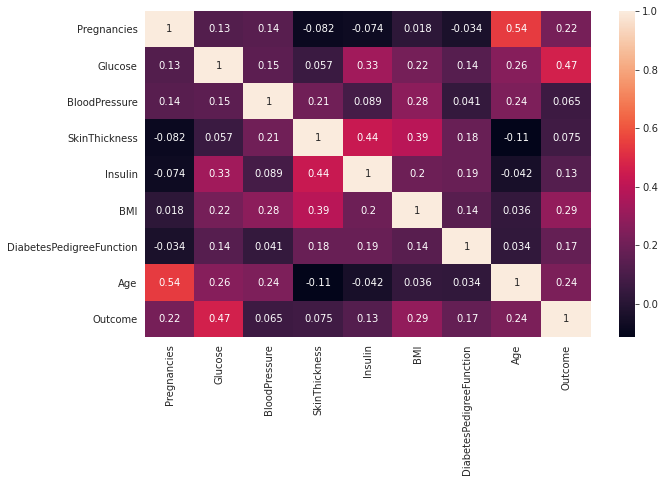 Pregnancies 1 0.13 0.14 -0.082 -0.074 0.018 -0.034 0.54 0.22
Glucose 0.13 1 0.15 0.057 0.33 0.22 0.14 0.26 0.47
BloodPressure 0.14 0.15 1 0.21 0.089 0.28 0.041 0.24 0.065
SkinThickness -0.082 0.057 0.21 1 0.44 0.39 0.18 -0.11 0.075
Insulin -0.074 0.33 0.089 0.44 1 0.2 0.19 -0.042 0.13
BMI 0.018 0.22 0.28 0.39 0.2 1 0.14 0.036 0.29
DiabetesPedigreeFunction -0.034 0.14 0.041 0.18 0.19 0.14 1 0.034 0.17
Age 0.54 0.26 0.24 -0.11 -0.042 0.036 0.034 1 0.24
Outcome 0.22 0.47 0.065 0.075 0.13 0.29 0.17 0.24 1
Pregnancies
Glucose
BloodPressure
SkinThickness
Insulin
BMI
DiabetesPedigreeFunction
Age
Outcome
1.0
0.8
0.6
0.4
0.2
0.0